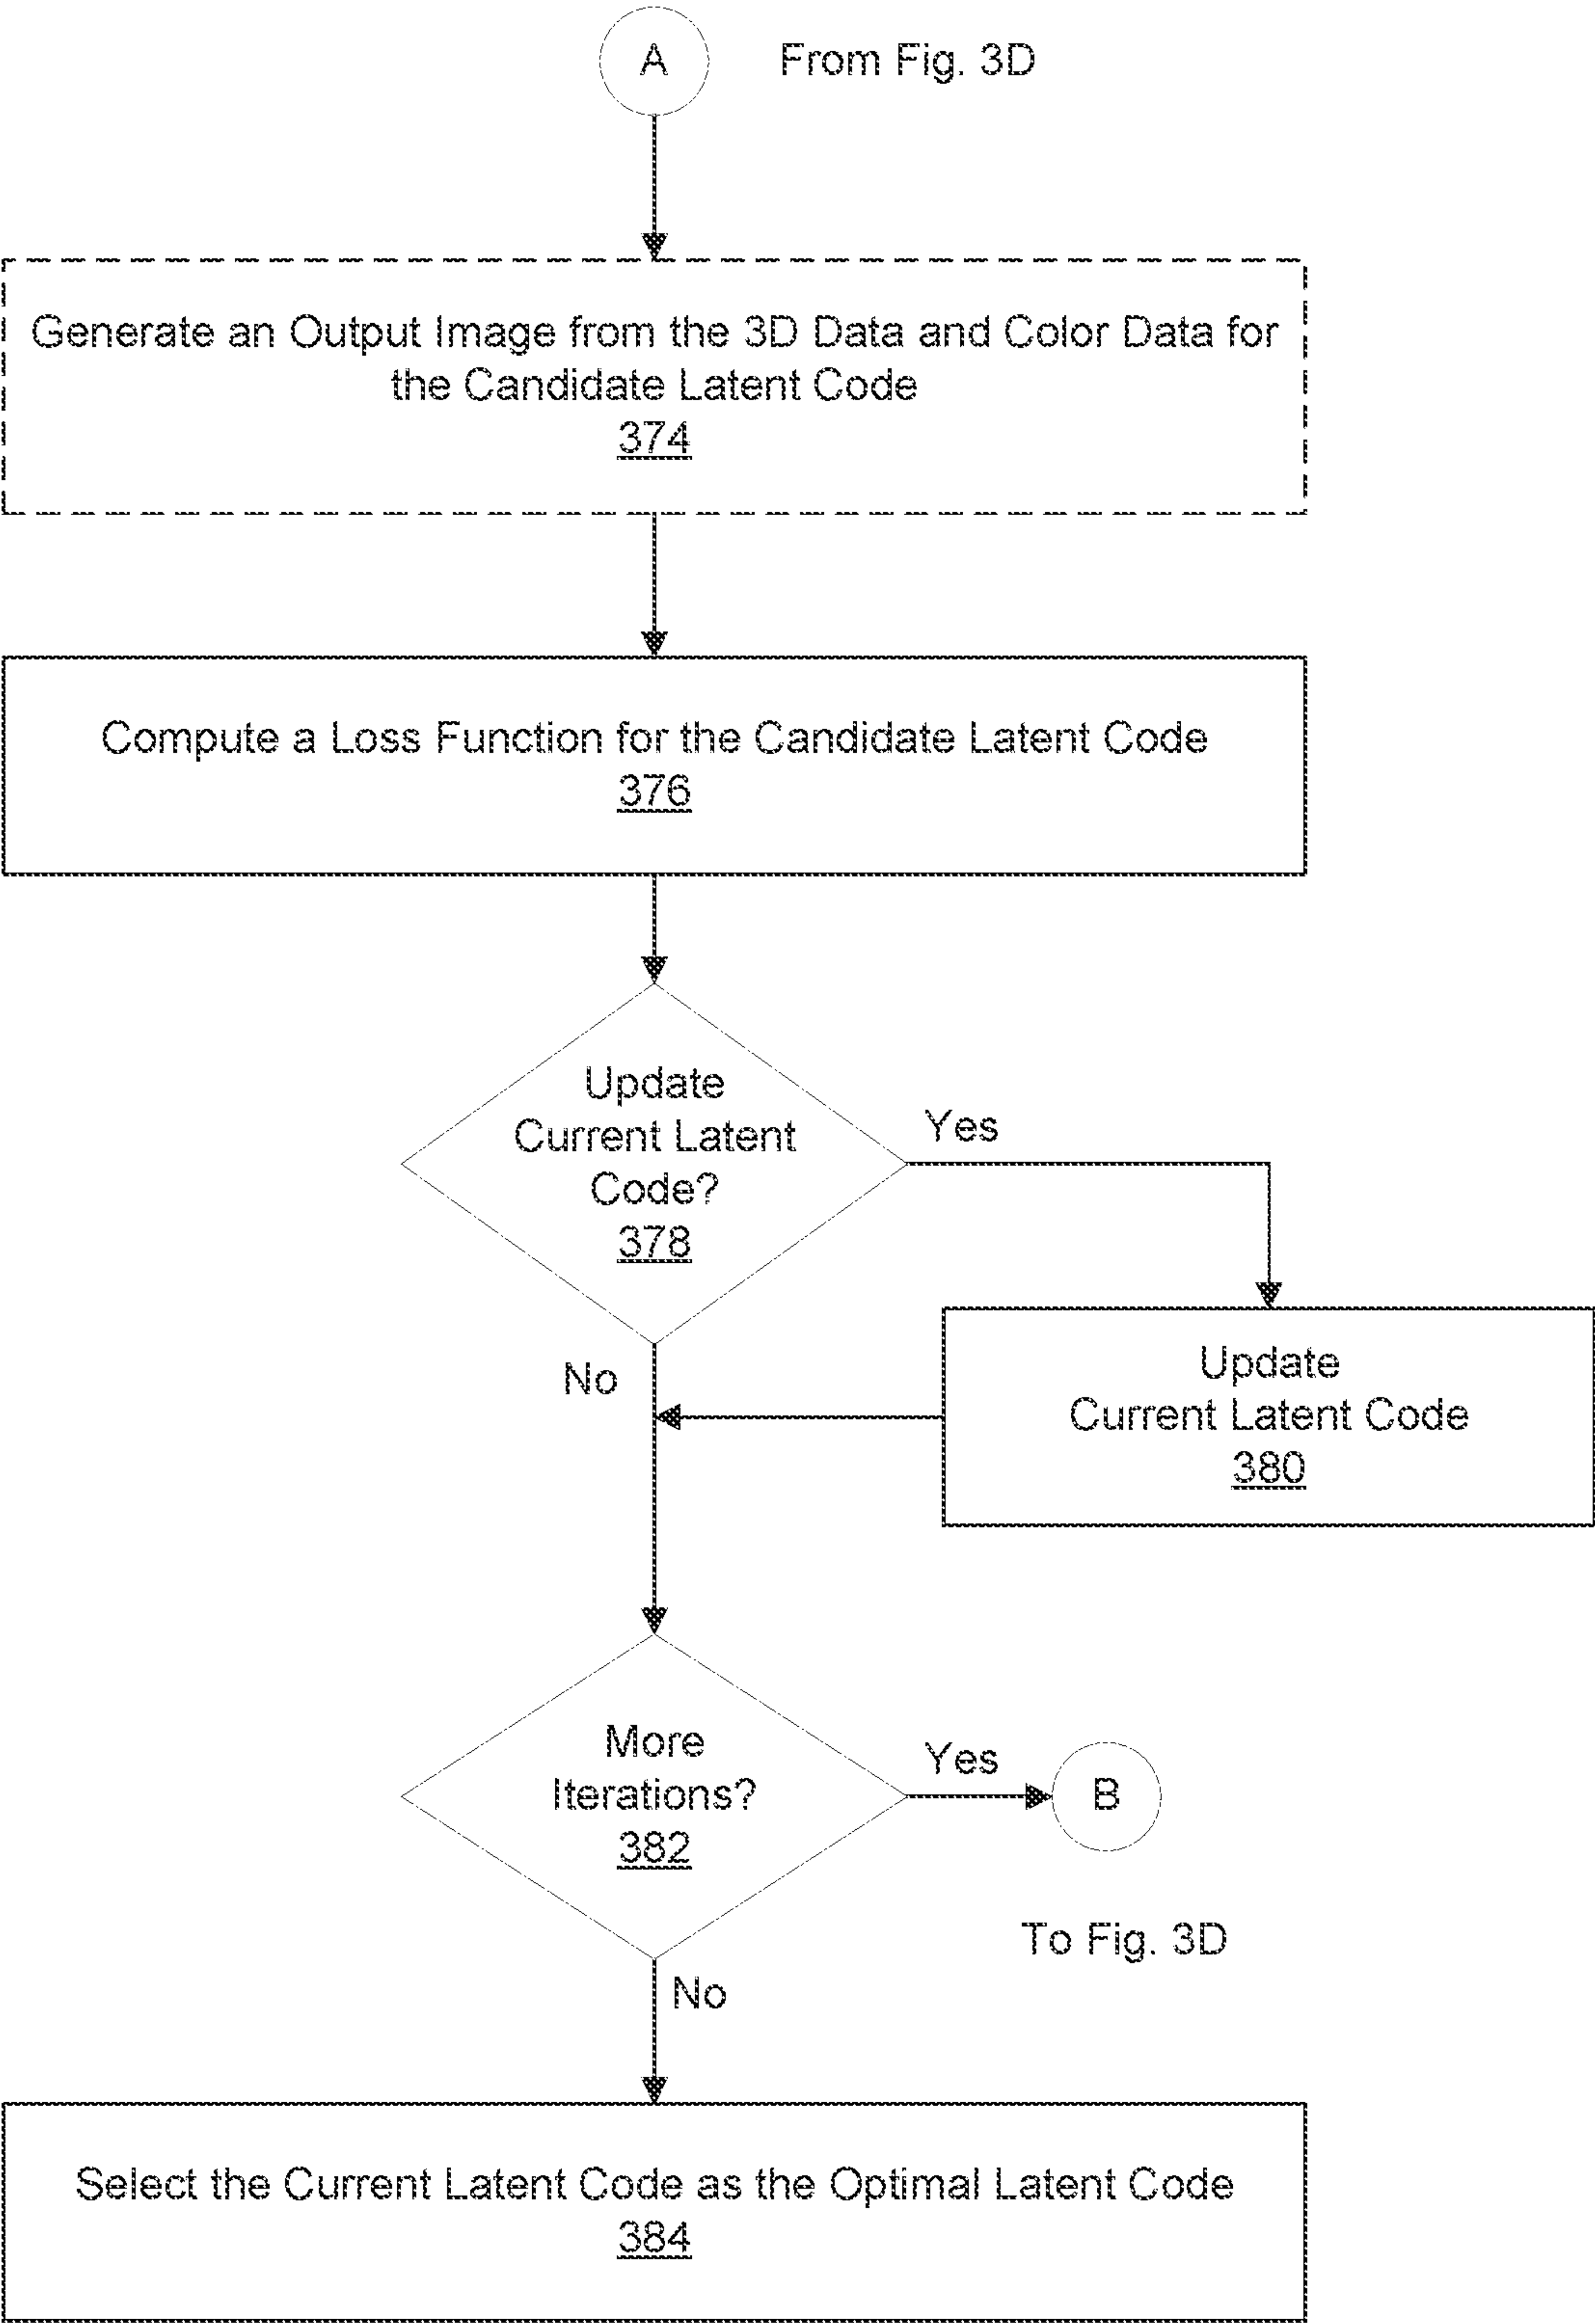 A
From Fig. 3D
Generate an Output Image from the 3D Data and Color Data for
the Candidate Latent Code
374
Compute a Loss Function for the Candidate Latent Code
376
Update
Current Latent
Code?
378
Yes
No
Update
Current Latent Code
380
More
Iterations?
382
Yes
B
To Fig. 3D
No
Select the Current Latent Code as the Optimal Latent Code
384